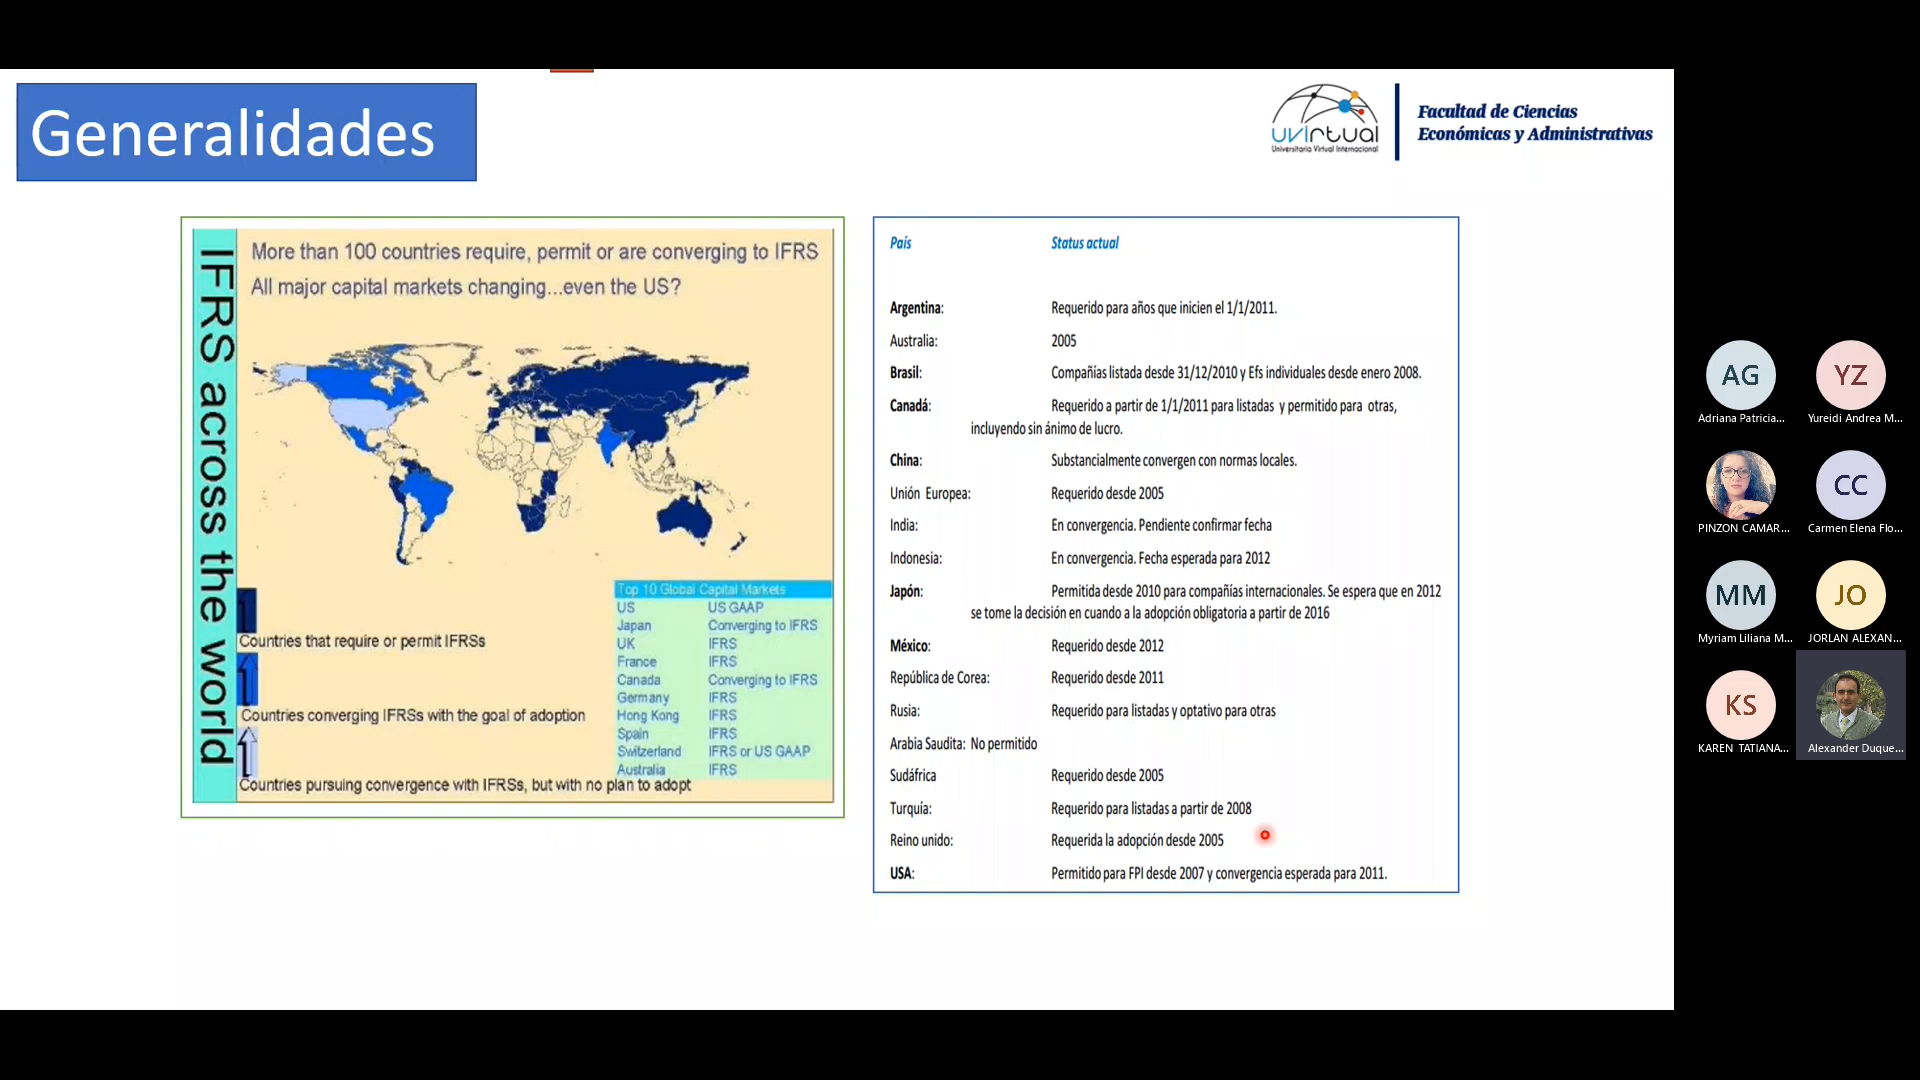 Generalidades
uvirtual
Universitaria Virtual Internacional
Facultad de Ciencias
Económicas y Administrativas
IFRS across the world
More than 100 countries require, permit or are converging to IFRS
All major capital markets changing...even the US?
Top 10 Global Capital Markets
US US GAAP
Japan Converging to IFRS
UK IFRS
France IFRS
Canada Converging to IFRS
Germany IFRS
Hong Kong IFRS
Spain IFRS
Switzerland IFRS or US GAAP
Australia IFRS
Countries that require or permit IFRSs
Countries converging IFRSs with the goal of adoption
Countries pursuing convergence with IFRSs, but with no plan to adopt
País Status actual
Argentina: Requerido para años que inicien el 1/1/2011.
Australia: 2005
Brasil: Compañías listada desde 31/12/2010 y Efs individuales desde enero 2008.
Canadá: Requerido a partir de 1/1/2011 para listadas y permitido para otras,
incluyendo sin ánimo de lucro.
China: Substancialmente convergen con normas locales.
Unión Europea: Requerido desde 2005
India: En convergencia. Pendiente confirmar fecha
Indonesia: En convergencia. Fecha esperada para 2012
Japón: Permitida desde 2010 para compañías internacionales. Se espera que en 2012
se tome la decisión en cuando a la adopción obligatoria a partir de 2016
México: Requerido desde 2012
República de Corea: Requerido desde 2011
Rusia: Requerido para listadas y optativo para otras
Arabia Saudita: No permitido
Sudáfrica Requerido desde 2005
Turquía: Requerido para listadas a partir de 2008
Reino unido: Requerida la adopción desde 2005
USA: Permitido para FPI desde 2007 y convergencia esperada para 2011.
AG YZ
Adriana Patricia... Yureidi Andrea M...
CC
PINZON CAMAR... Carmen Elena Flo...
MM JO
Myriam Liliana M... JORLAN ALEXAN...
KS
KAREN TATIANA... Alexander Duque...